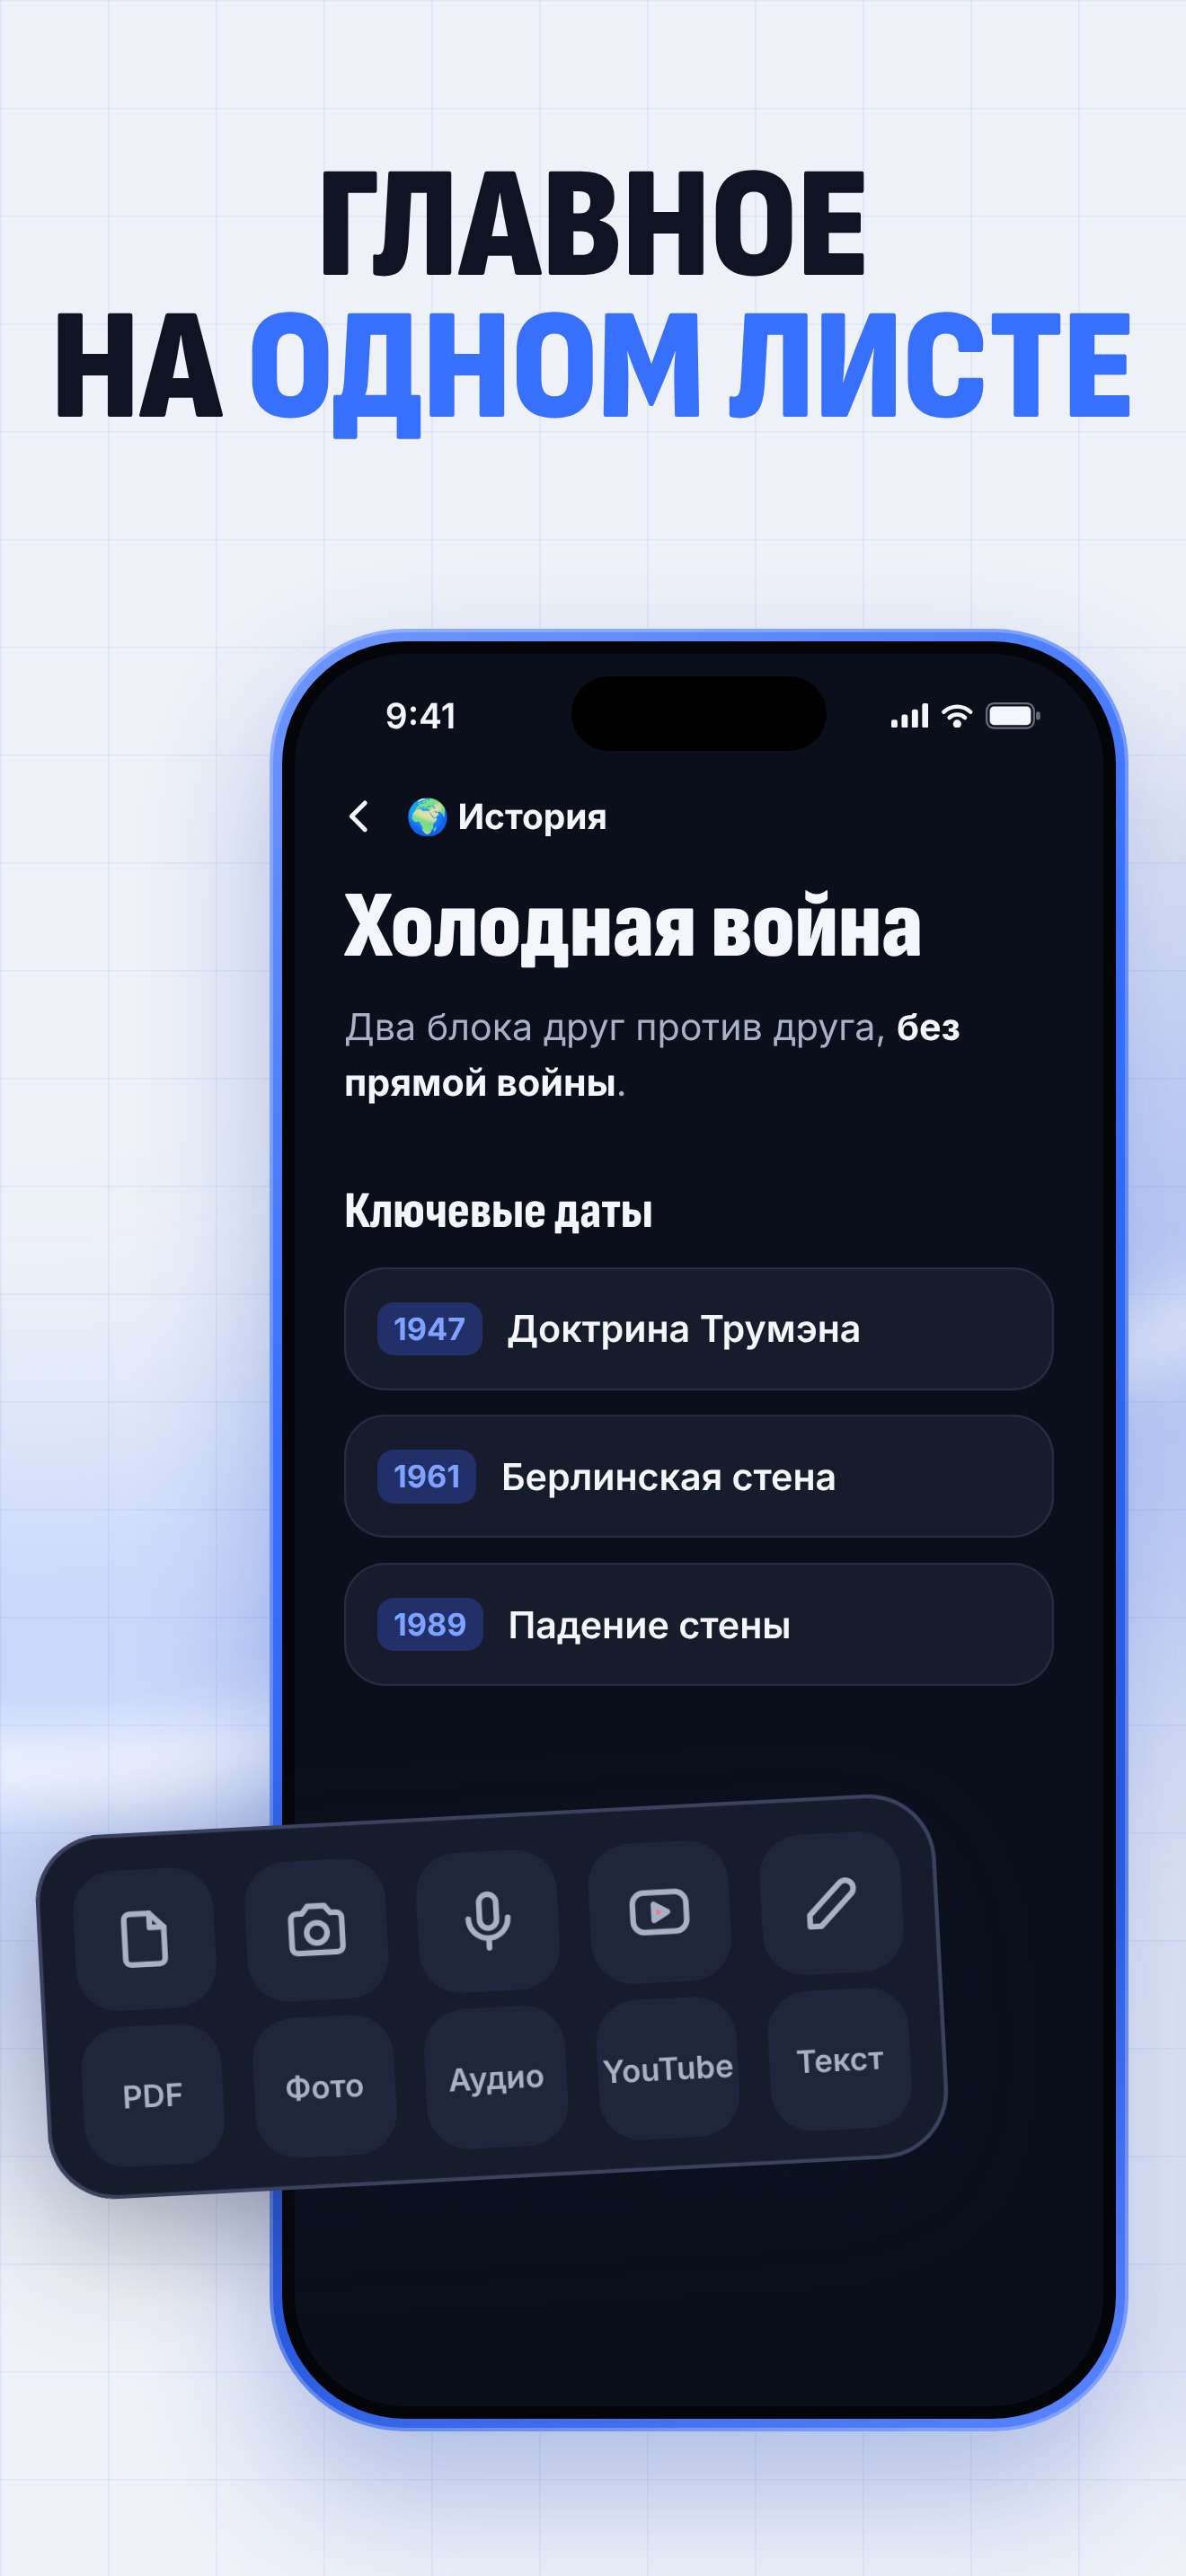 ГЛАВНОЕ
НА ОДНОМ ЛИСТЕ
9:41
История
Холодная война
Два блока друг против друга, без
прямой войны.
Ключевые даты
1947 Доктрина Трумэна
1961 Берлинская стена
1989 Падение стены
PDF Фото Аудио YouTube Текст